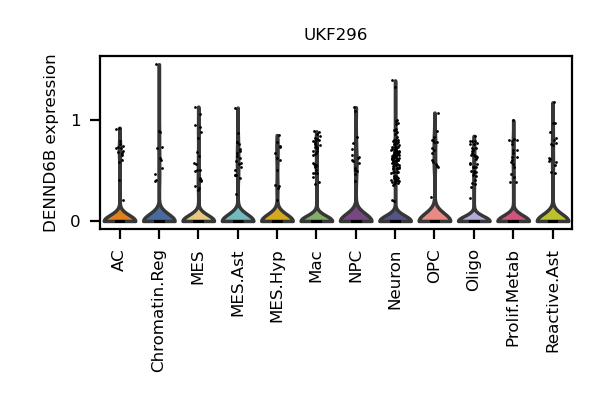 UKF296
DENND6B expression
1
0
AC
Chromatin.Reg
MES
MES.Ast
MES.Hyp
Mac
NPC
Neuron
OPC
Oligo
Prolif.Metab
Reactive.Ast